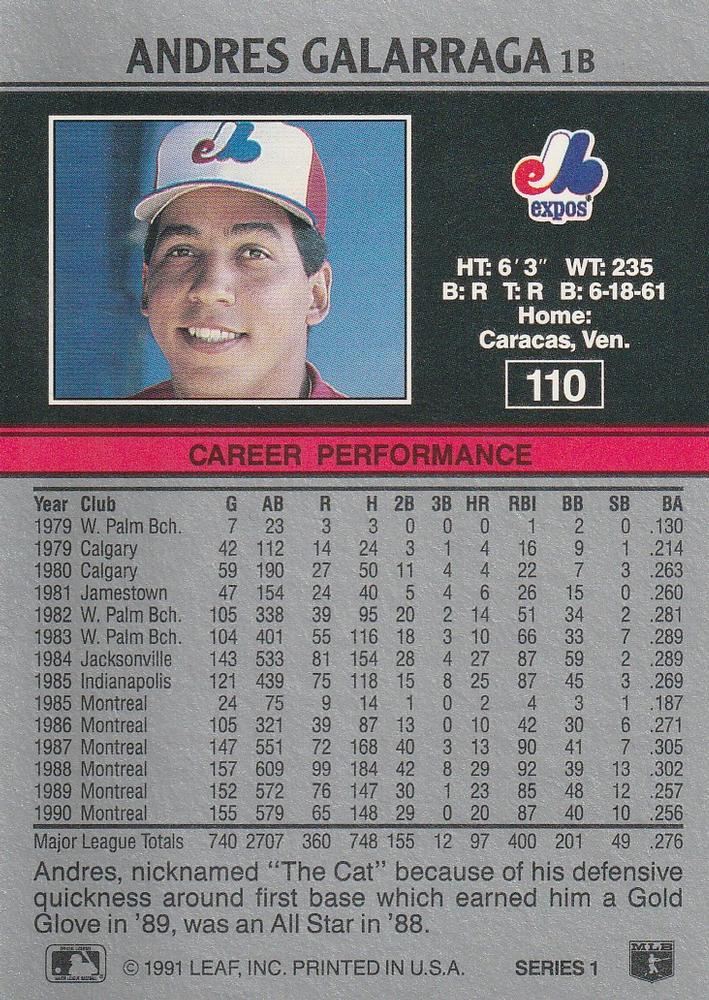 ANDRES GALARRAGA 1B
expos
HT: 6' 3" WT: 235
B: R T: R B: 6-18-61
Home:
Caracas, Ven.
110
CAREER PERFORMANCE
Year Club G AB R H 2B 3B HR RBI BB SB BA
1979 W. Palm Bch. 7 23 3 3 0 0 0 1 2 0 .130
1979 Calgary 42 112 14 24 3 1 4 16 9 1 .214
1980 Calgary 59 190 27 50 11 4 4 22 7 3 .263
1981 Jamestown 47 154 24 40 5 4 6 26 15 0 .260
1982 W. Palm Bch. 105 338 39 95 20 2 14 51 34 2 .281
1983 W. Palm Bch. 104 401 55 116 18 3 10 66 33 7 .289
1984 Jacksonville 143 533 81 154 28 4 27 87 59 2 .289
1985 Indianapolis 121 439 75 118 15 8 25 87 45 3 .269
1985 Montreal 24 75 9 14 1 0 2 4 3 1 .187
1986 Montreal 105 321 39 87 13 0 10 42 30 6 .271
1987 Montreal 147 551 72 168 40 3 13 90 41 7 .305
1988 Montreal 157 609 99 184 42 8 29 92 39 13 .302
1989 Montreal 152 572 76 147 30 1 23 85 48 12 .257
1990 Montreal 155 579 65 148 29 0 20 87 40 10 .256
Major League Totals 740 2707 360 748 155 12 97 400 201 49 .276
Andres, nicknamed "The Cat" because of his defensive
quickness around first base which earned him a Gold
Glove in '89, was an All Star in '88.
© 1991 LEAF, INC. PRINTED IN U.S.A. SERIES 1
MLB